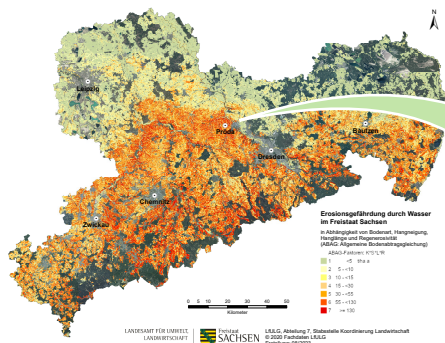 N
Leipzig
Pröda
Bautzen
Dresden
Chemnitz
Zwickau
Erosionsgefährdung durch Wasser
im Freistaat Sachsen
in Abhängigkeit von Bodenart, Hangneigung,
Hanglänge und Regenerosivität
(ABAG: Allgemeine Bodenabtragsgleichung)
ABAG-Faktoren: K*S*L*R
1 <5 t/ha a
2 5 - <10
3 10 - <15
4 15 - <30
5 30 - <55
6 55 - <130
7 >= 130
0 10 20 30 40 50
Kilometer
LANDESAMT FÜR UMWELT,
LANDWIRTSCHAFT
Freistaat
SACHSEN
LfULG, Abteilung 7, Stabsstelle Koordinierung Landwirtschaft
© 2020 Fachdaten LfULG